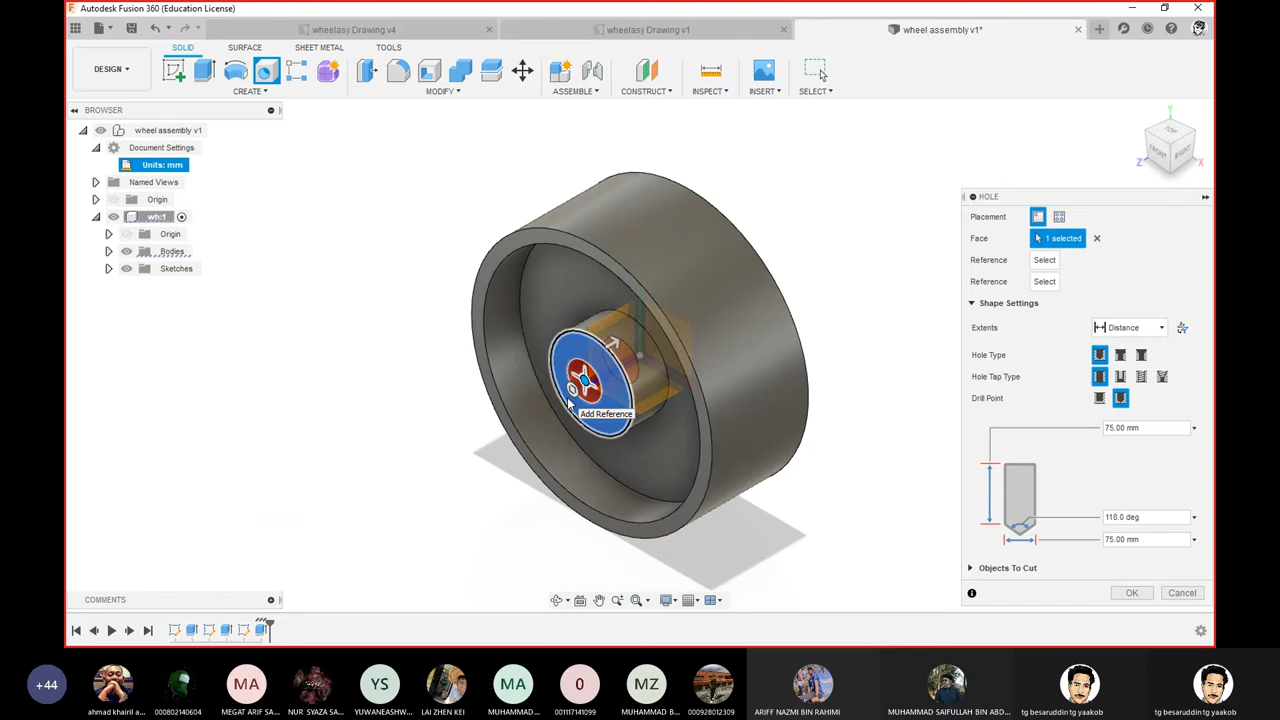 Autodesk Fusion 360 (Education License)
wheelasy Drawing v4
wheelasy Drawing v1
wheel assembly v1*
DESIGN
SOLID
SURFACE
SHEET METAL
TOOLS
CREATE
MODIFY
ASSEMBLE
CONSTRUCT
INSPECT
INSERT
SELECT
BROWSER
wheel assembly v1
Document Settings
Units: mm
Named Views
Origin
wh:1
Origin
Bodies
Sketches
TOP
FRONT
RIGHT
Y
Z
X
Add Reference
HOLE
Placement
Face
1 selected
Reference
Select
Reference
Select
Shape Settings
Extents
Distance
Hole Type
Hole Tap Type
Drill Point
75.00 mm
118.0 deg
75.00 mm
Objects To Cut
OK
Cancel
COMMENTS
+44
MA
YS
MA
0
MZ
ahmad khairil a...
000802140604
MEGAT ARIF SA...
NUR SYAZA SA...
YUWANEASHW...
LAI ZHEN KEI
MUHAMMAD...
001117141099
MUHAMMAD B...
000928012309
ARIFF NAZMI BIN RAHIMI
MUHAMMAD SAIFULLAH BIN ABD...
tg besaruddin tg yaakob
tg besaruddin tg yaakob